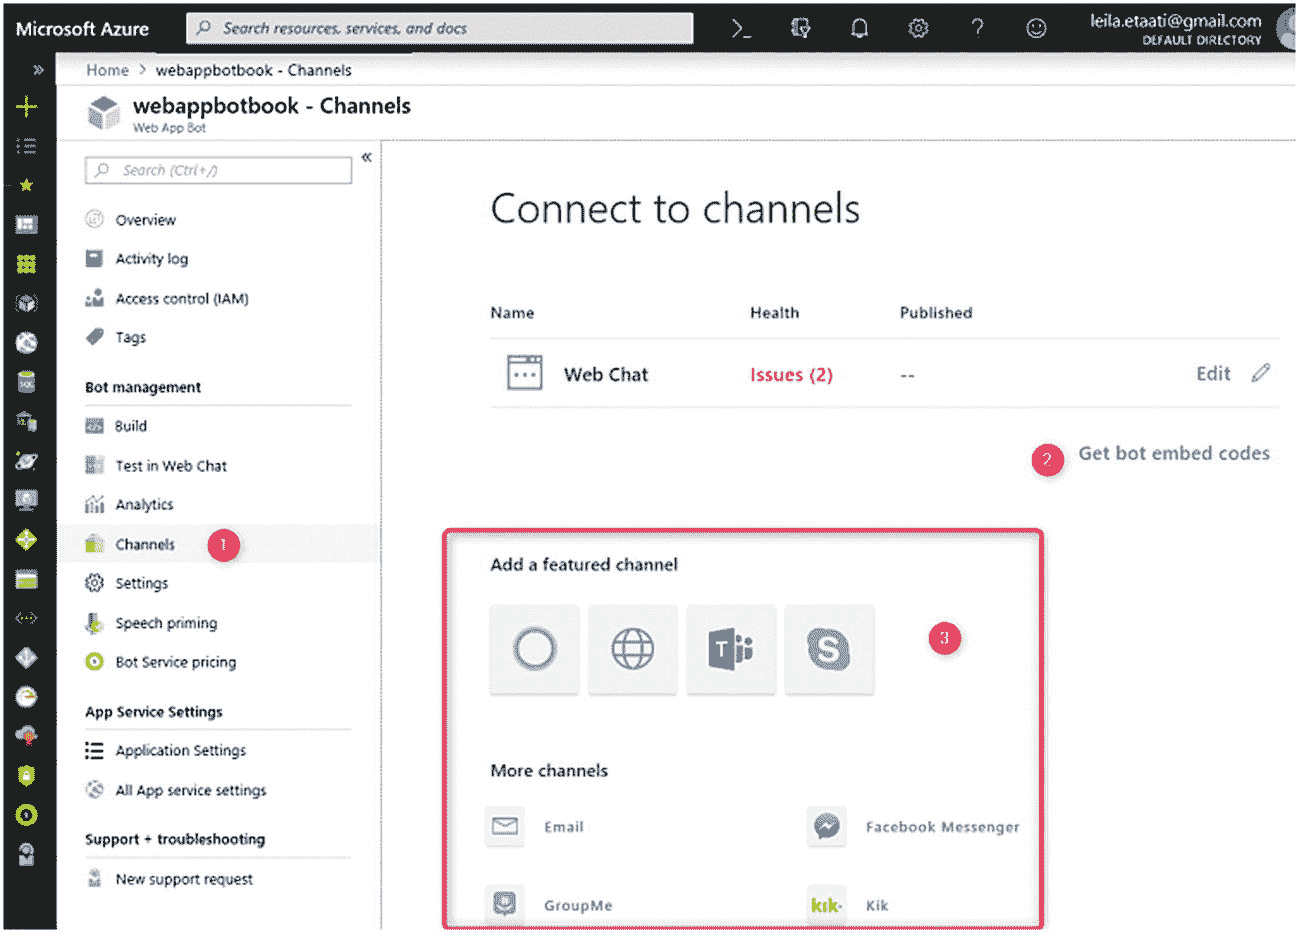 Microsoft Azure
Search resources, services, and docs
leila.etaati@gmail.com
DEFAULT DIRECTORY
Home > webappbotbook - Channels
webappbotbook - Channels
Web App Bot
Search (Ctrl+/)
Overview
Activity log
Access control (IAM)
Tags
Bot management
Build
Test in Web Chat
Analytics
Channels 1
Settings
Speech priming
Bot Service pricing
App Service Settings
Application Settings
All App service settings
Support + troubleshooting
New support request
Connect to channels
Name Health Published
Web Chat Issues (2) -- Edit
2 Get bot embed codes
Add a featured channel
3
More channels
Email Facebook Messenger
GroupMe kik Kik